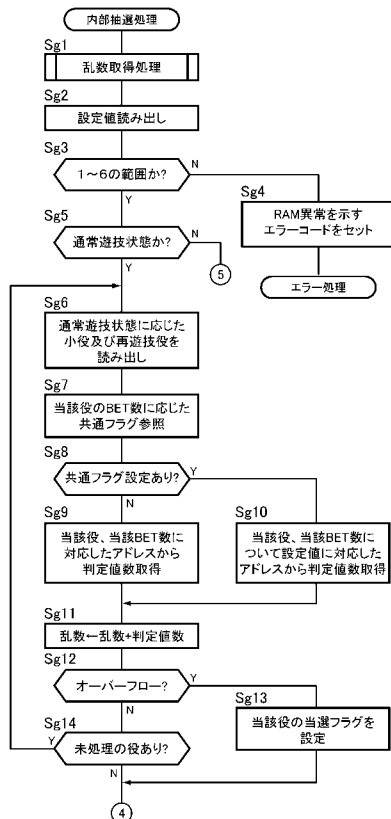 内部抽選処理
Sg1
乱数取得処理
Sg2
設定値読み出し
Sg3
1～6の範囲か?
N
Y
Sg4
RAM異常を示す
エラーコードをセット
エラー処理
Sg5
通常遊技状態か?
N
Y
5
Sg6
通常遊技状態に応じた
小役及び再遊技役を
読み出し
Sg7
当該役のBET数に応じた
共通フラグ参照
Sg8
共通フラグ設定あり?
Y
N
Sg9
当該役、当該BET数に
対応したアドレスから
判定値数取得
Sg10
当該役、当該BET数に
ついて設定値に対応した
アドレスから判定値数取得
Sg11
乱数←乱数+判定値数
Sg12
オーバーフロー?
Y
N
Sg13
当該役の当選フラグを
設定
Sg14
未処理の役あり?
Y
N
4